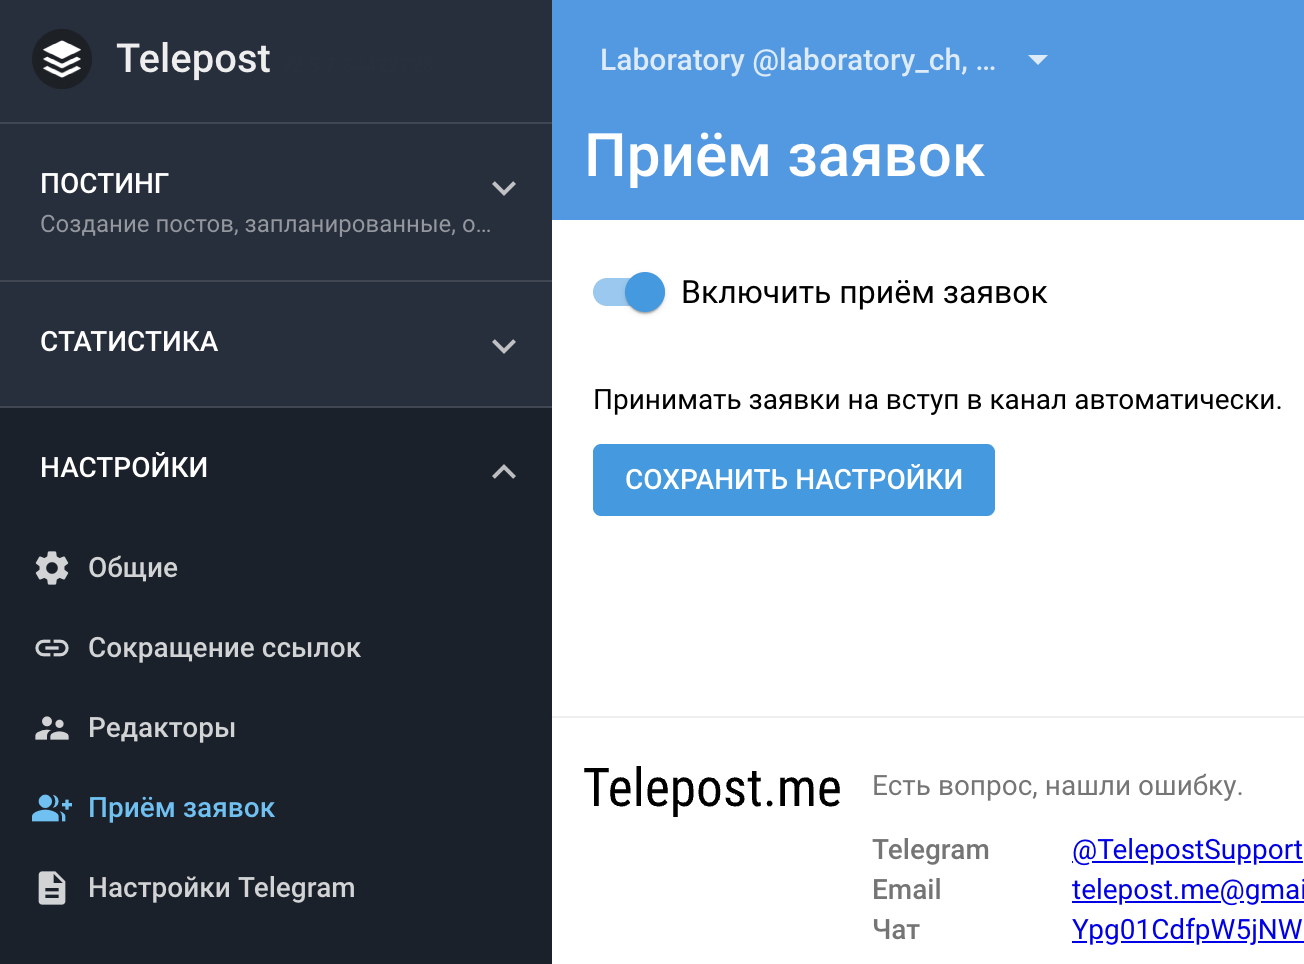 Telepost
ПОСТИНГ
Создание постов, запланированные, о...
СТАТИСТИКА
НАСТРОЙКИ
Общие
Сокращение ссылок
Редакторы
Приём заявок
Настройки Telegram
Laboratory @laboratory_ch, ...
Приём заявок
Включить приём заявок
Принимать заявки на вступ в канал автоматически.
СОХРАНИТЬ НАСТРОЙКИ
Telepost.me
Есть вопрос, нашли ошибку.
Telegram @TelepostSupport
Email telepost.me@gmai
Чат Ypg01CdfpW5jNW